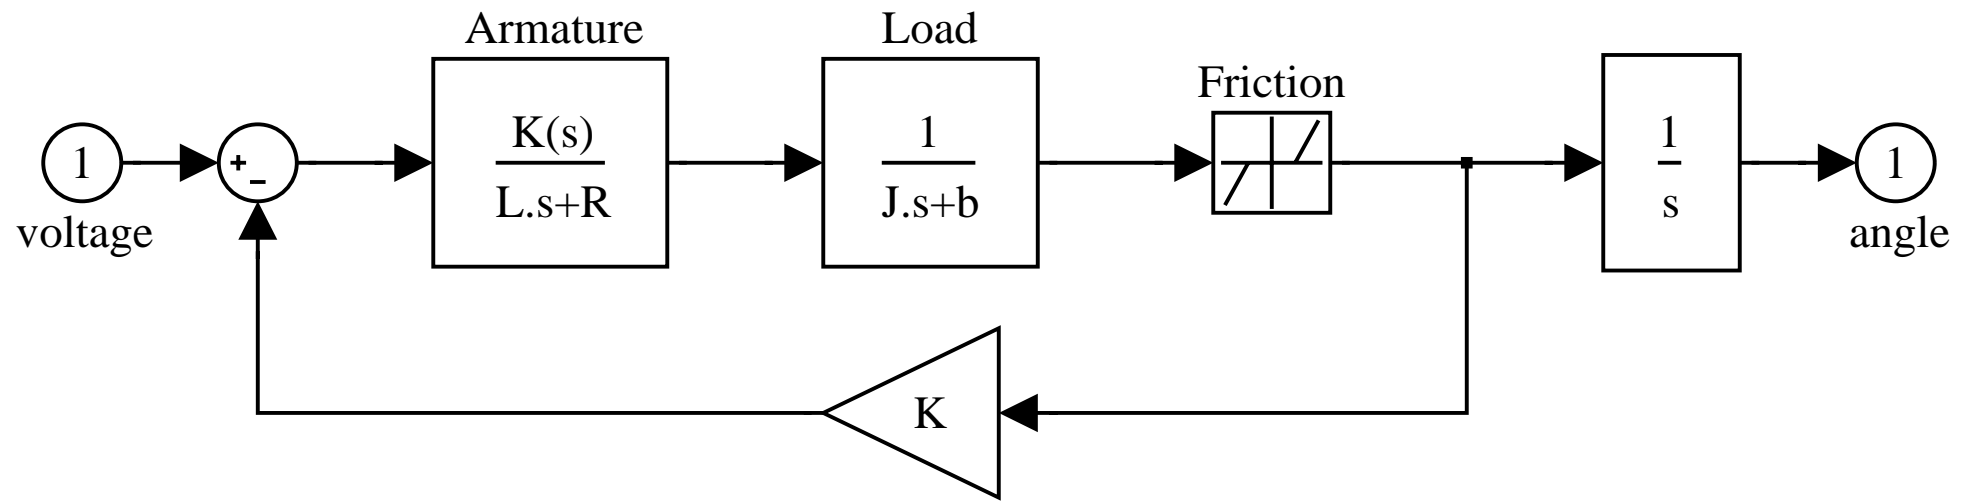 Armature
Load
Friction
1
voltage
+
−
K(s)
L.s+R
1
J.s+b
1
s
1
angle
K